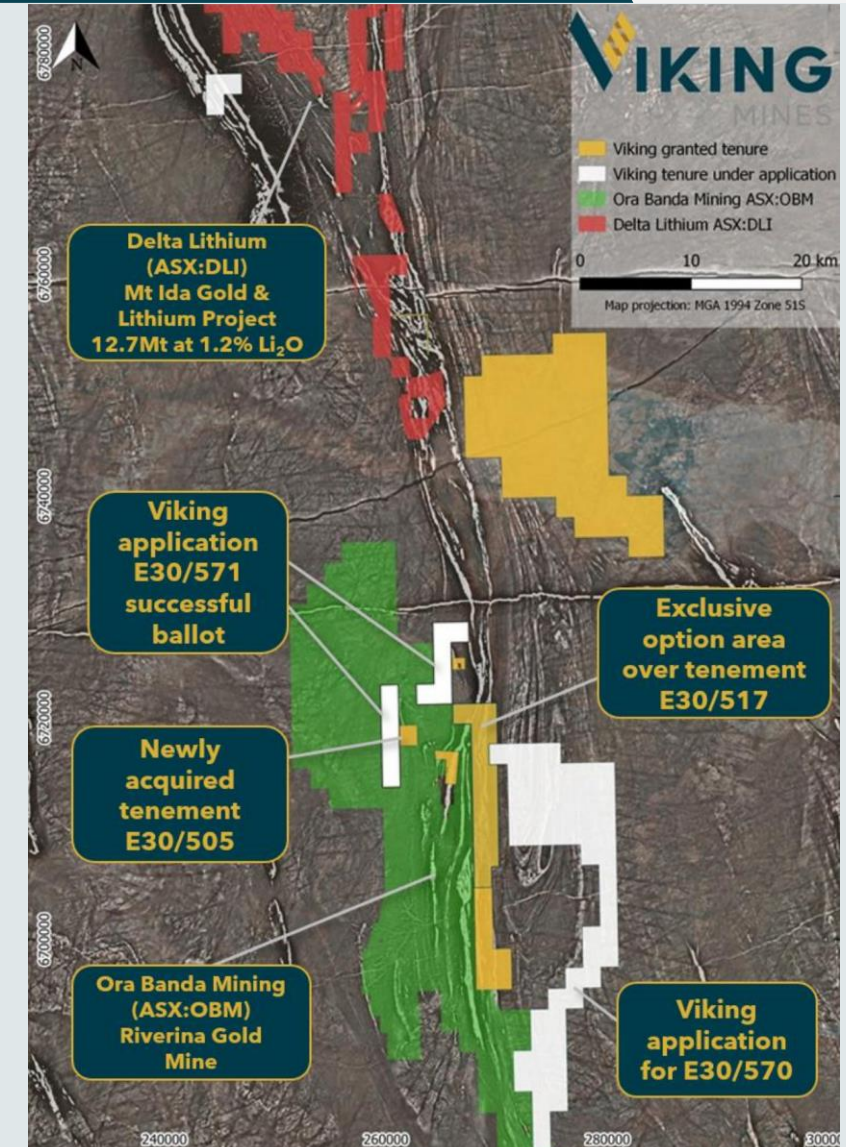 VIKING
MINES
Viking granted tenure
Viking tenure under application
Ora Banda Mining ASX:OBM
Delta Lithium ASX:DLI
0 10 20 km
Map projection: MGA 1994 Zone 51S
N
6780000
6760000
6740000
6720000
6700000
Delta Lithium
(ASX:DLI)
Mt Ida Gold &
Lithium Project
12.7Mt at 1.2% Li₂O
Viking
application
E30/571
successful
ballot
Exclusive
option area
over tenement
E30/517
Newly
acquired
tenement
E30/505
Ora Banda Mining
(ASX:OBM)
Riverina Gold
Mine
Viking
application
for E30/570
240000 260000 280000 30000